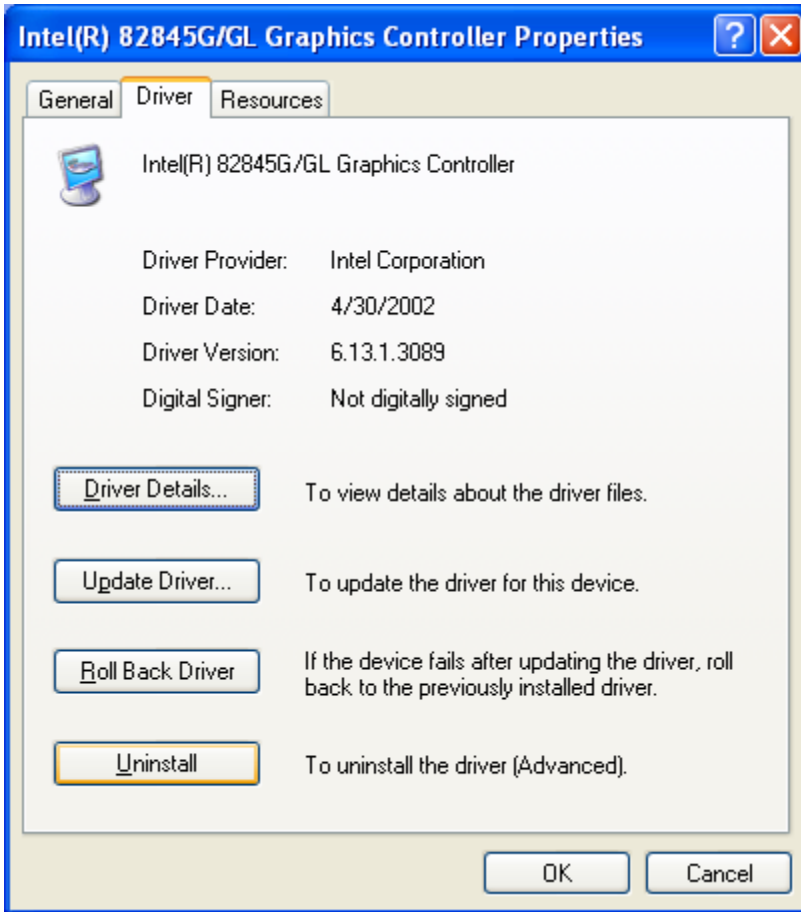 Intel(R) 82845G/GL Graphics Controller Properties
General Driver Resources
Intel(R) 82845G/GL Graphics Controller
Driver Provider: Intel Corporation
Driver Date: 4/30/2002
Driver Version: 6.13.1.3089
Digital Signer: Not digitally signed
Driver Details... To view details about the driver files.
Update Driver... To update the driver for this device.
Roll Back Driver If the device fails after updating the driver, roll
back to the previously installed driver.
Uninstall To uninstall the driver (Advanced).
OK Cancel